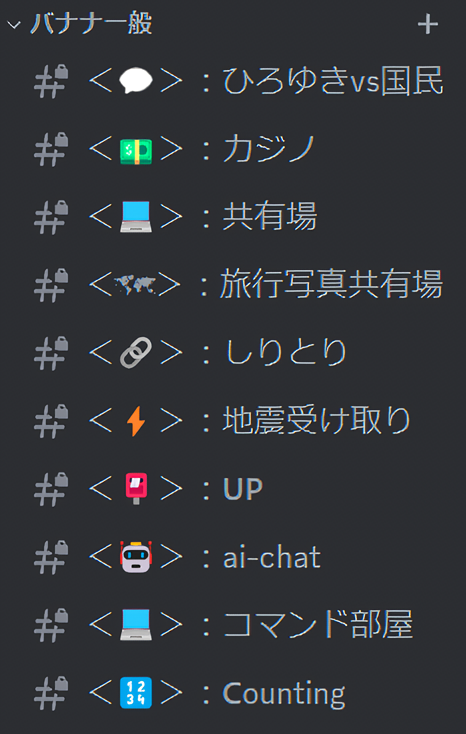 バナナ一般
<💬>:ひろゆきvs国民
<💵>:カジノ
<💻>:共有場
<🗺>:旅行写真共有場
<🔗>:しりとり
<⚡>:地震受け取り
<📮>:UP
<🤖>:ai-chat
<💻>:コマンド部屋
<🔢>:Counting